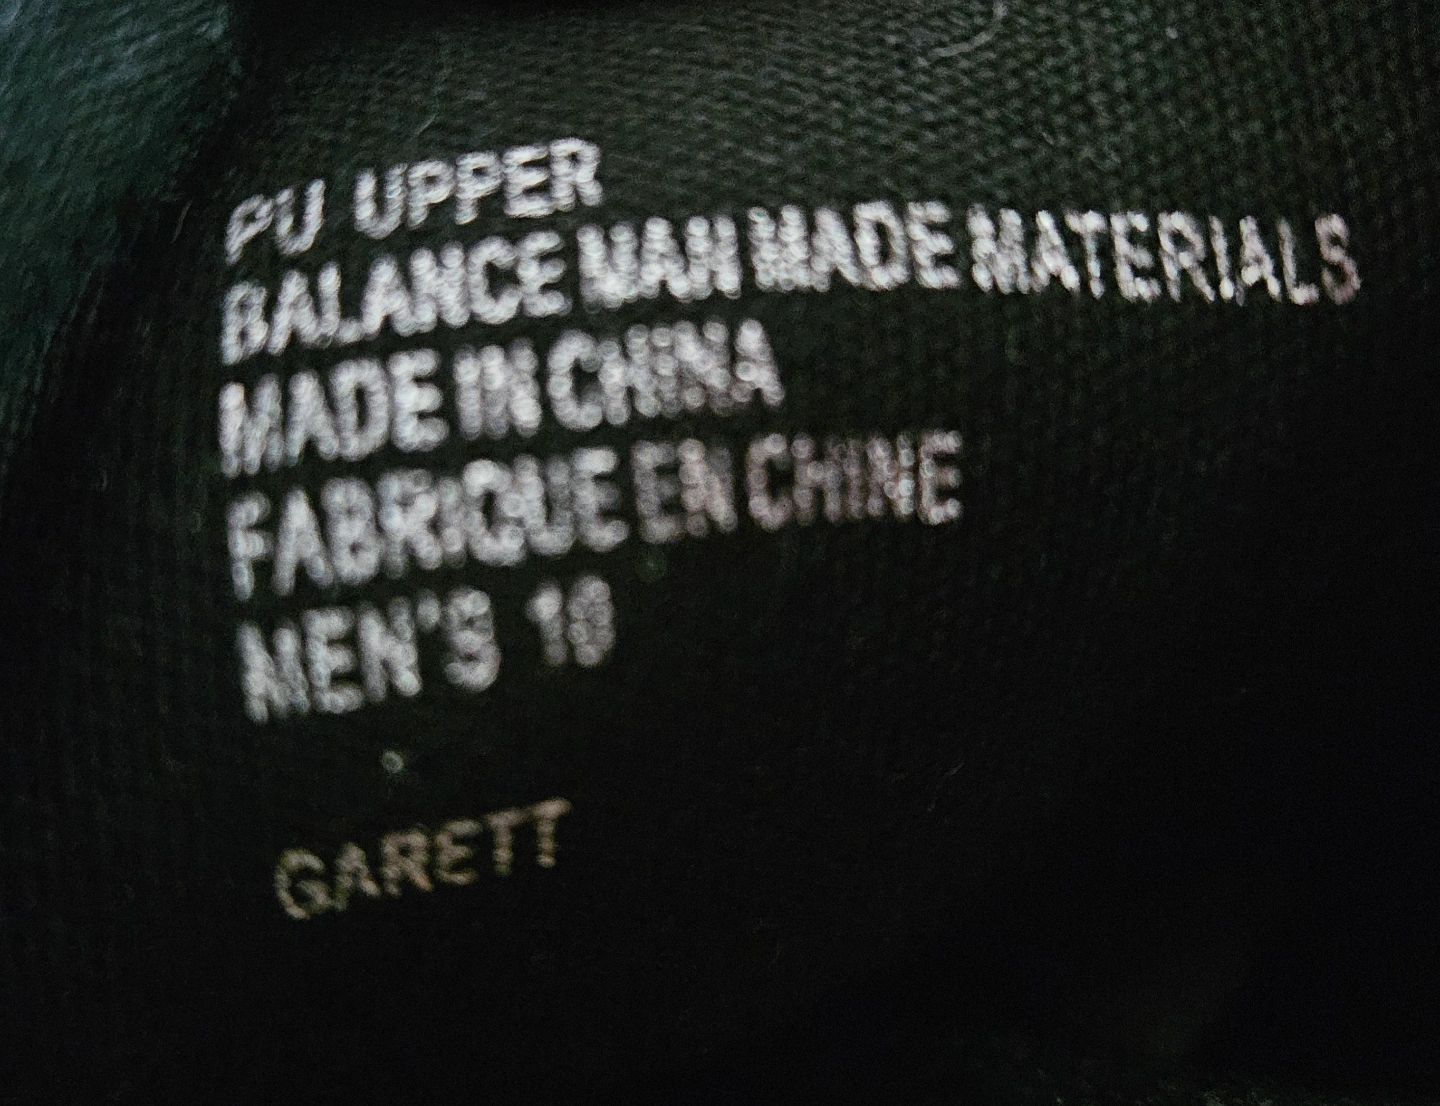 PU UPPER
BALANCE MAN MADE MATERIALS
MADE IN CHINA
FABRIQUE EN CHINE
MEN'S 10
GARETT